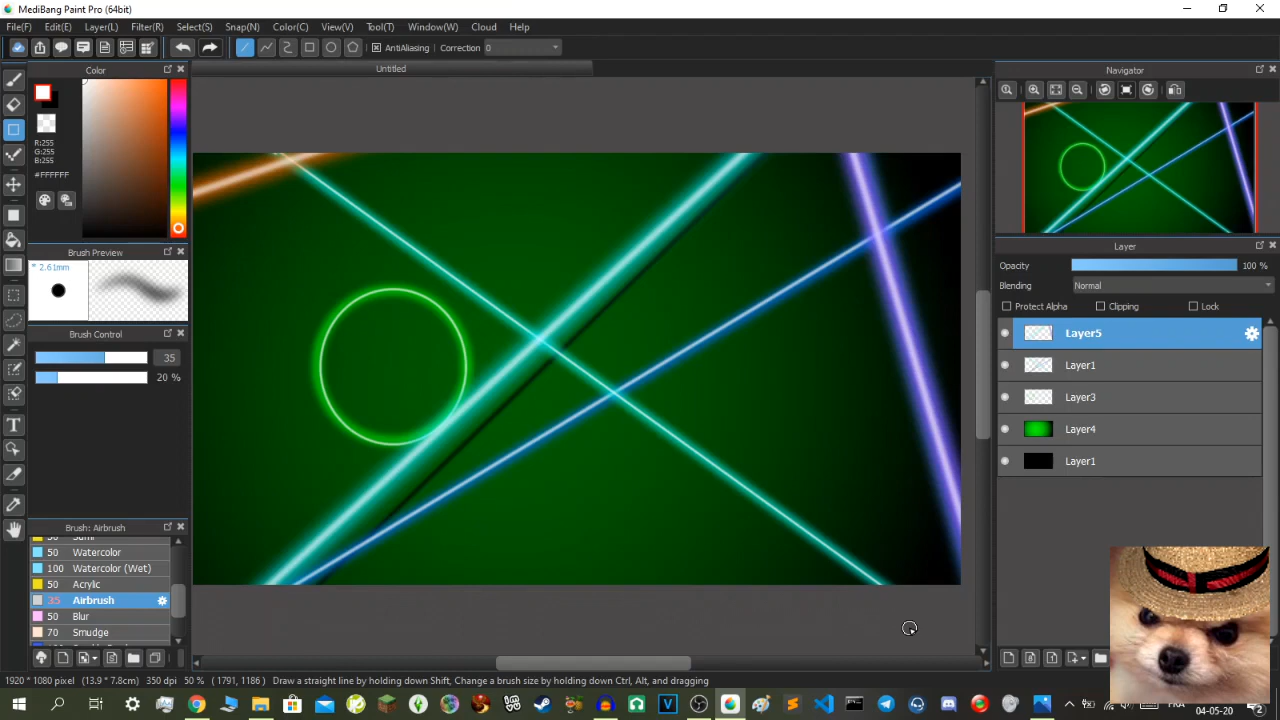 MediBang Paint Pro (64bit)
File(F) Edit(E) Layer(L) Filter(R) Select(S) Snap(N) Color(C) View(V) Tool(T) Window(W) Cloud Help
AntiAliasing Correction 0
Color
Untitled
Navigator
R:255
G:255
B:255
#FFFFFF
Brush Preview
* 2.61mm
Brush Control
35
20 %
Layer
Opacity 100 %
Blending Normal
Protect Alpha Clipping Lock
Layer5
Layer1
Layer3
Layer4
Layer1
Brush: Airbrush
50 Sumi
50 Watercolor
100 Watercolor (Wet)
50 Acrylic
35 Airbrush
50 Blur
70 Smudge
1920 * 1080 pixel (13.9 * 7.8cm) 350 dpi 50 % (1791, 1186) Draw a straight line by holding down Shift, Change a brush size by holding down Ctrl, Alt, and dragging
FRA
04-05-20
2